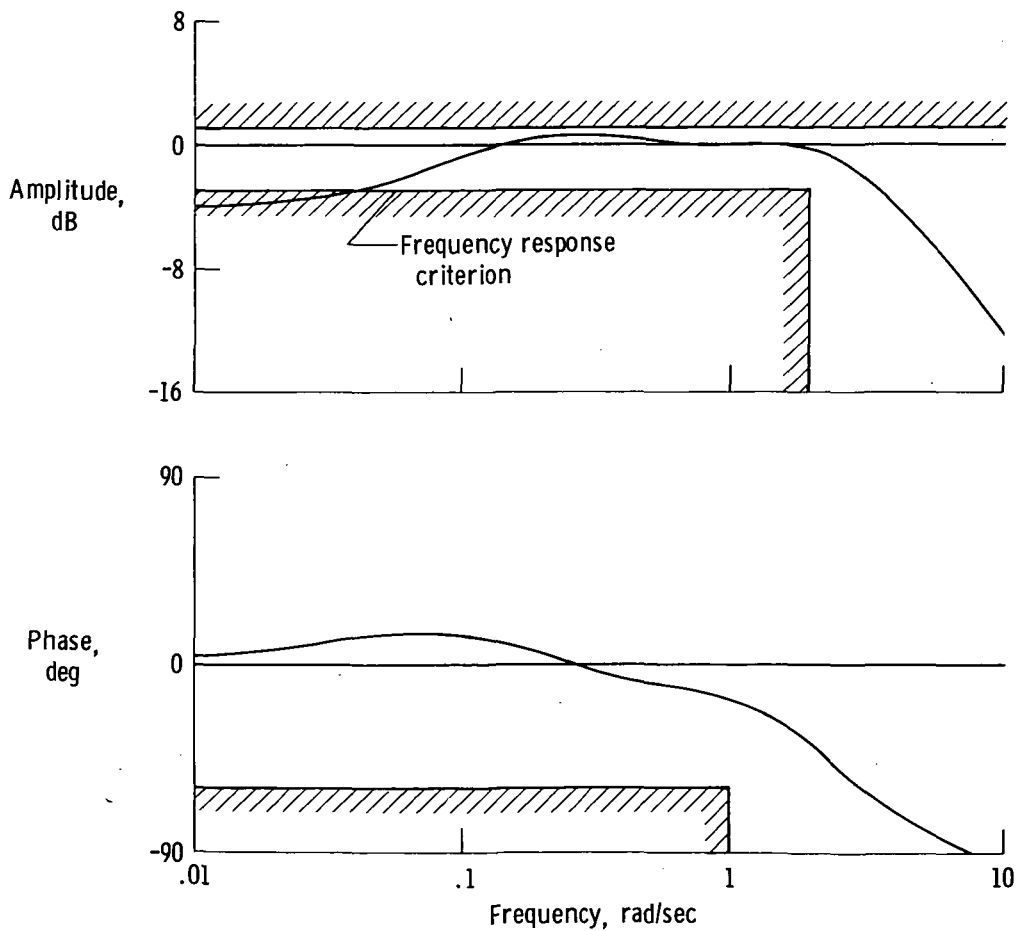 8
0
Amplitude,
dB
Frequency response
criterion
-8
-16
90
Phase,
deg
0
-90
.01
.1
1
10
Frequency, rad/sec